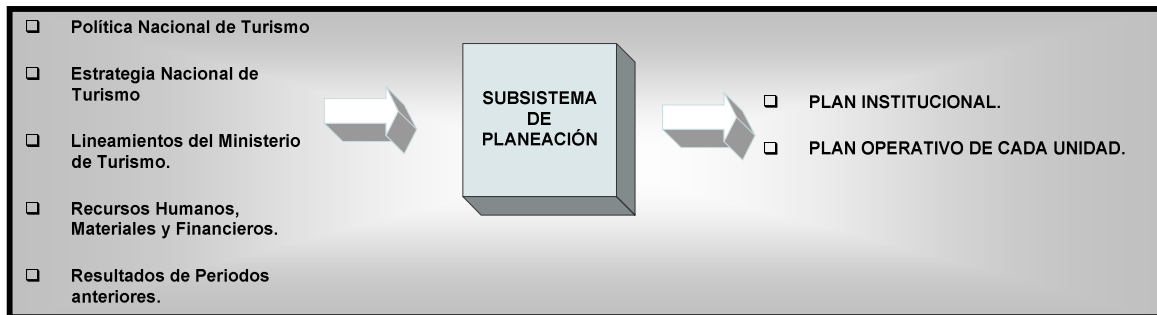 Política Nacional de Turismo
Estrategia Nacional de
Turismo
Lineamientos del Ministerio
de Turismo.
Recursos Humanos,
Materiales y Financieros.
Resultados de Periodos
anteriores.
SUBSISTEMA
DE
PLANEACIÓN
PLAN INSTITUCIONAL.
PLAN OPERATIVO DE CADA UNIDAD.